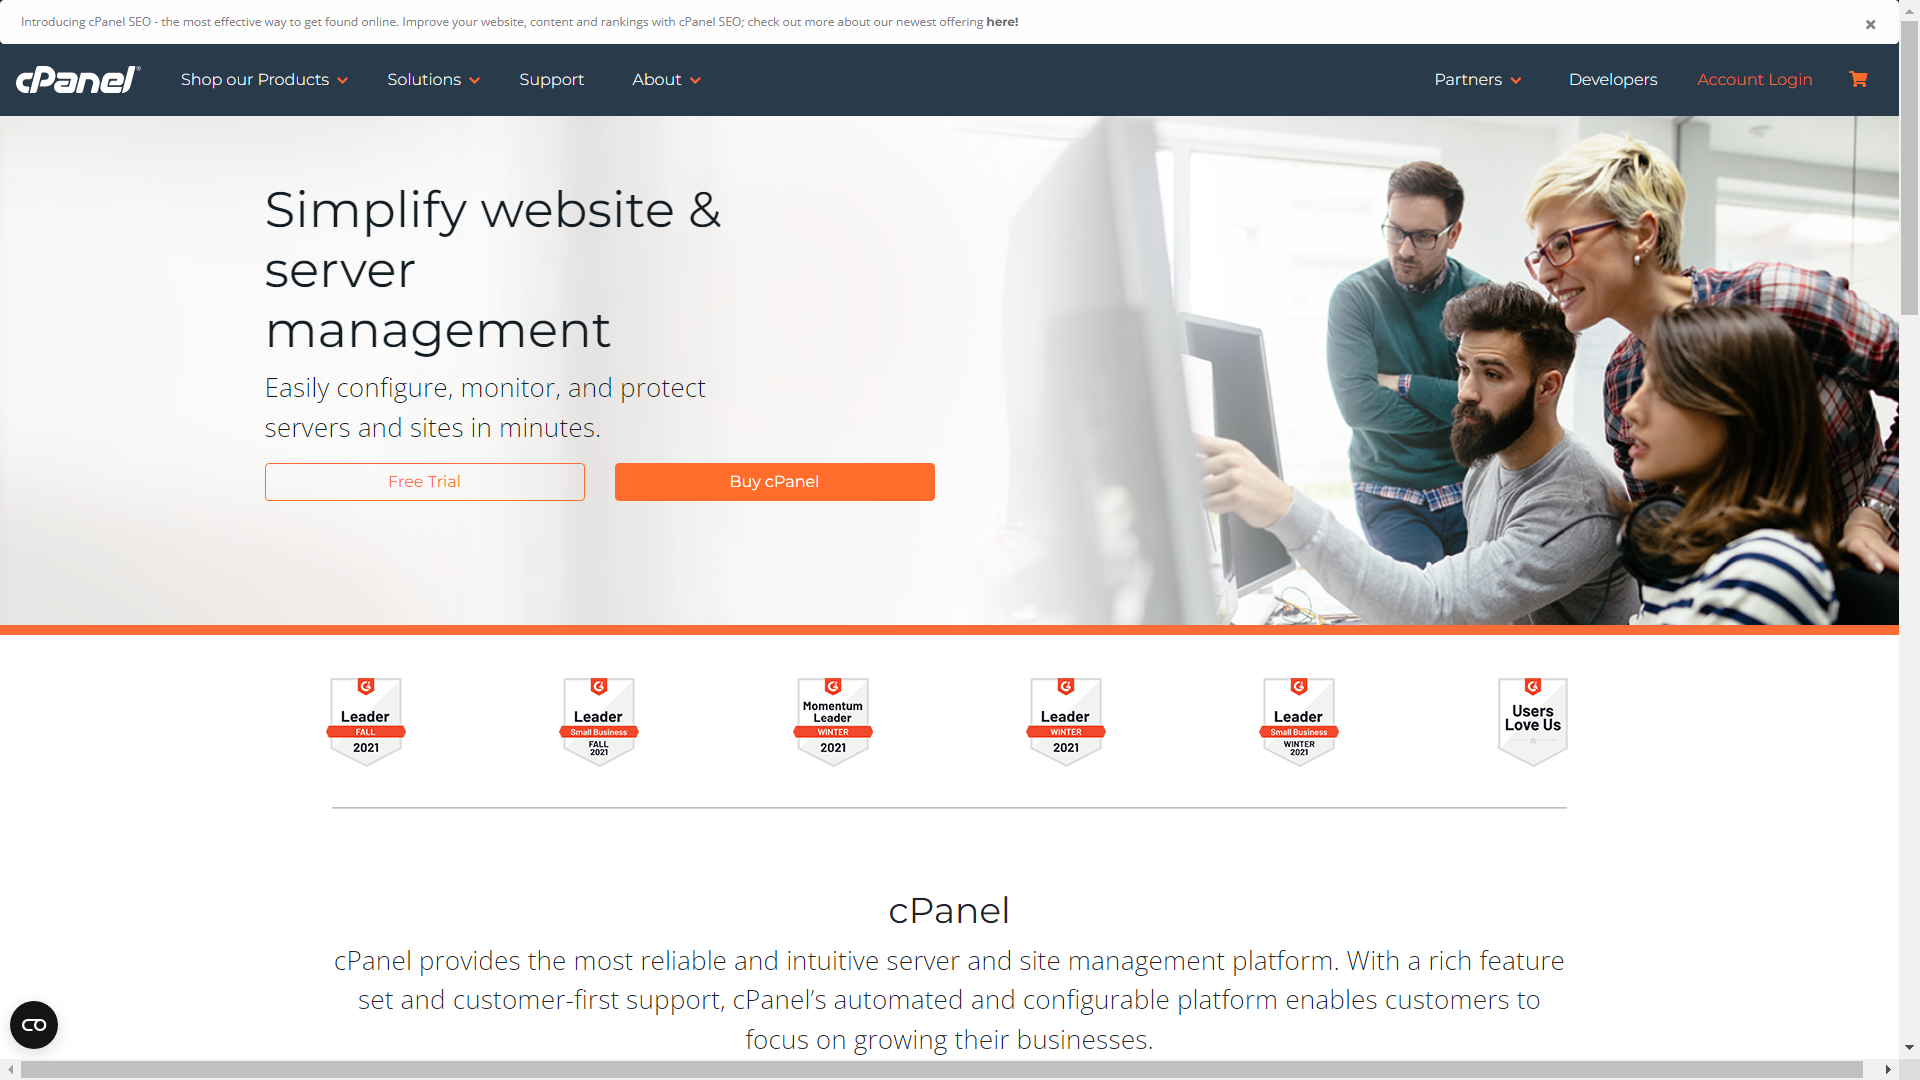 Introducing cPanel SEO - the most effective way to get found online. Improve your website, content and rankings with cPanel SEO; check out more about our newest offering here!
×
cPanel®
Shop our Products
Solutions
Support
About
Partners
Developers
Account Login
Simplify website &
server
management
Easily configure, monitor, and protect
servers and sites in minutes.
Free Trial
Buy cPanel
Leader
FALL
2021
Leader
Small Business
FALL
2021
Momentum
Leader
WINTER
2021
Leader
WINTER
2021
Leader
Small Business
WINTER
2021
Users
Love Us
cPanel
cPanel provides the most reliable and intuitive server and site management platform. With a rich feature
set and customer-first support, cPanel’s automated and configurable platform enables customers to
focus on growing their businesses.